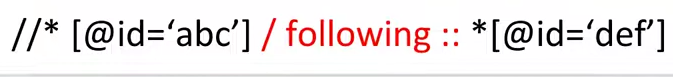 //* [@id=‘abc’] / following :: *[@id=‘def’]